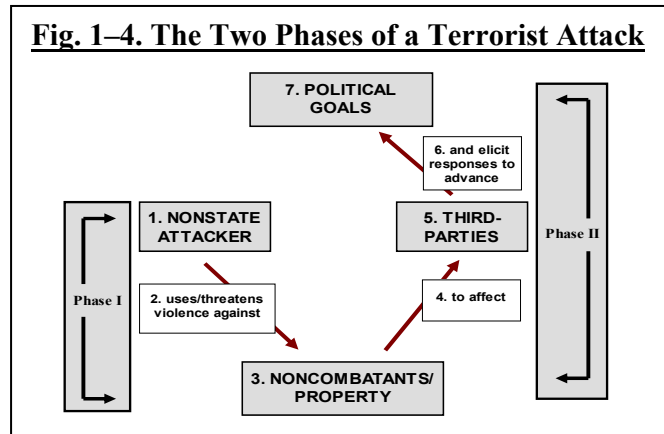 Fig. 1–4. The Two Phases of a Terrorist Attack
7. POLITICAL
GOALS
6. and elicit
responses to
advance
1. NONSTATE
ATTACKER
5. THIRD-
PARTIES
Phase II
Phase I
2. uses/threatens
violence against
4. to affect
3. NONCOMBATANTS/
PROPERTY